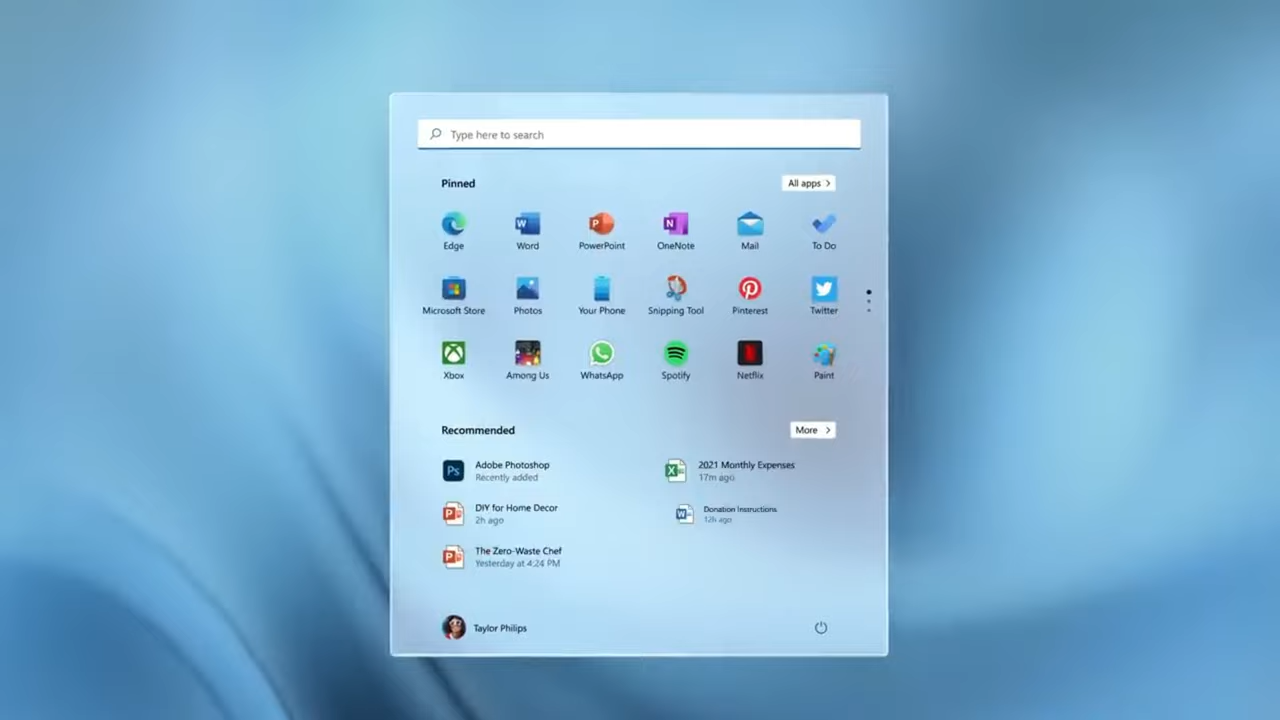 Type here to search
Pinned
All apps >
Edge
Word
PowerPoint
OneNote
Mail
To Do
Microsoft Store
Photos
Your Phone
Snipping Tool
Pinterest
Twitter
Xbox
Among Us
WhatsApp
Spotify
Netflix
Paint
Recommended
More >
Ps
Adobe Photoshop
Recently added
2021 Monthly Expenses
17m ago
DIY for Home Decor
2h ago
Donation Instructions
12h ago
The Zero-Waste Chef
Yesterday at 4:24 PM
Taylor Philips